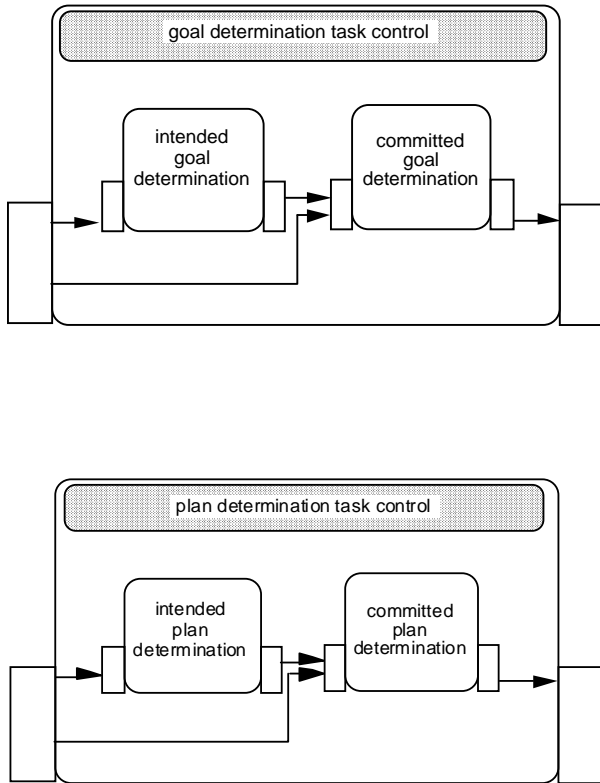 goal determination task control
intended
goal
determination
committed
goal
determination
plan determination task control
intended
plan
determination
committed
plan
determination